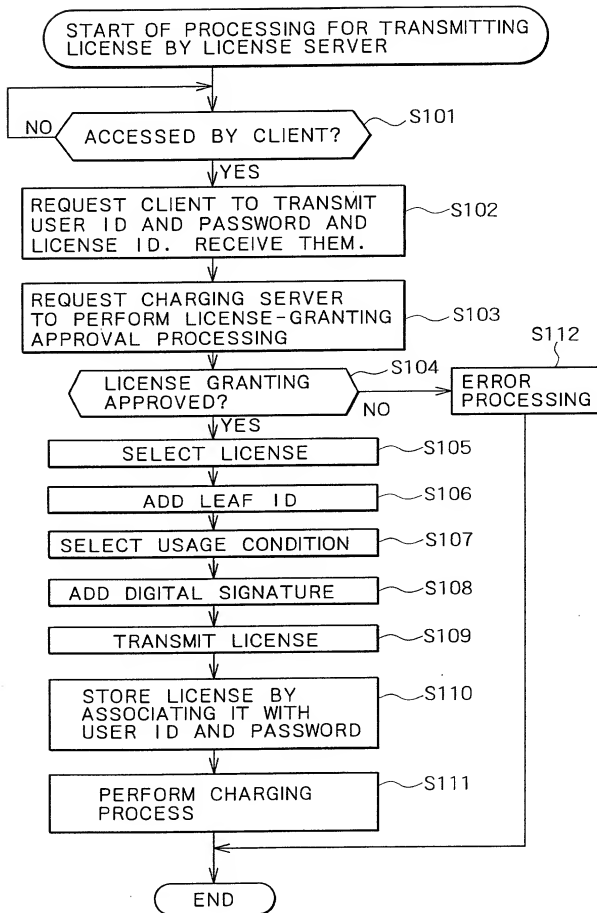 START OF PROCESSING FOR TRANSMITTING
LICENSE BY LICENSE SERVER
NO
ACCESSED BY CLIENT?
S101
YES
REQUEST CLIENT TO TRANSMIT
USER ID AND PASSWORD AND
LICENSE ID. RECEIVE THEM.
S102
REQUEST CHARGING SERVER
TO PERFORM LICENSE-GRANTING
APPROVAL PROCESSING
S103
LICENSE GRANTING
APPROVED?
S104
NO
S112
ERROR
PROCESSING
YES
SELECT LICENSE
S105
ADD LEAF ID
S106
SELECT USAGE CONDITION
S107
ADD DIGITAL SIGNATURE
S108
TRANSMIT LICENSE
S109
STORE LICENSE BY
ASSOCIATING IT WITH
USER ID AND PASSWORD
S110
PERFORM CHARGING
PROCESS
S111
END